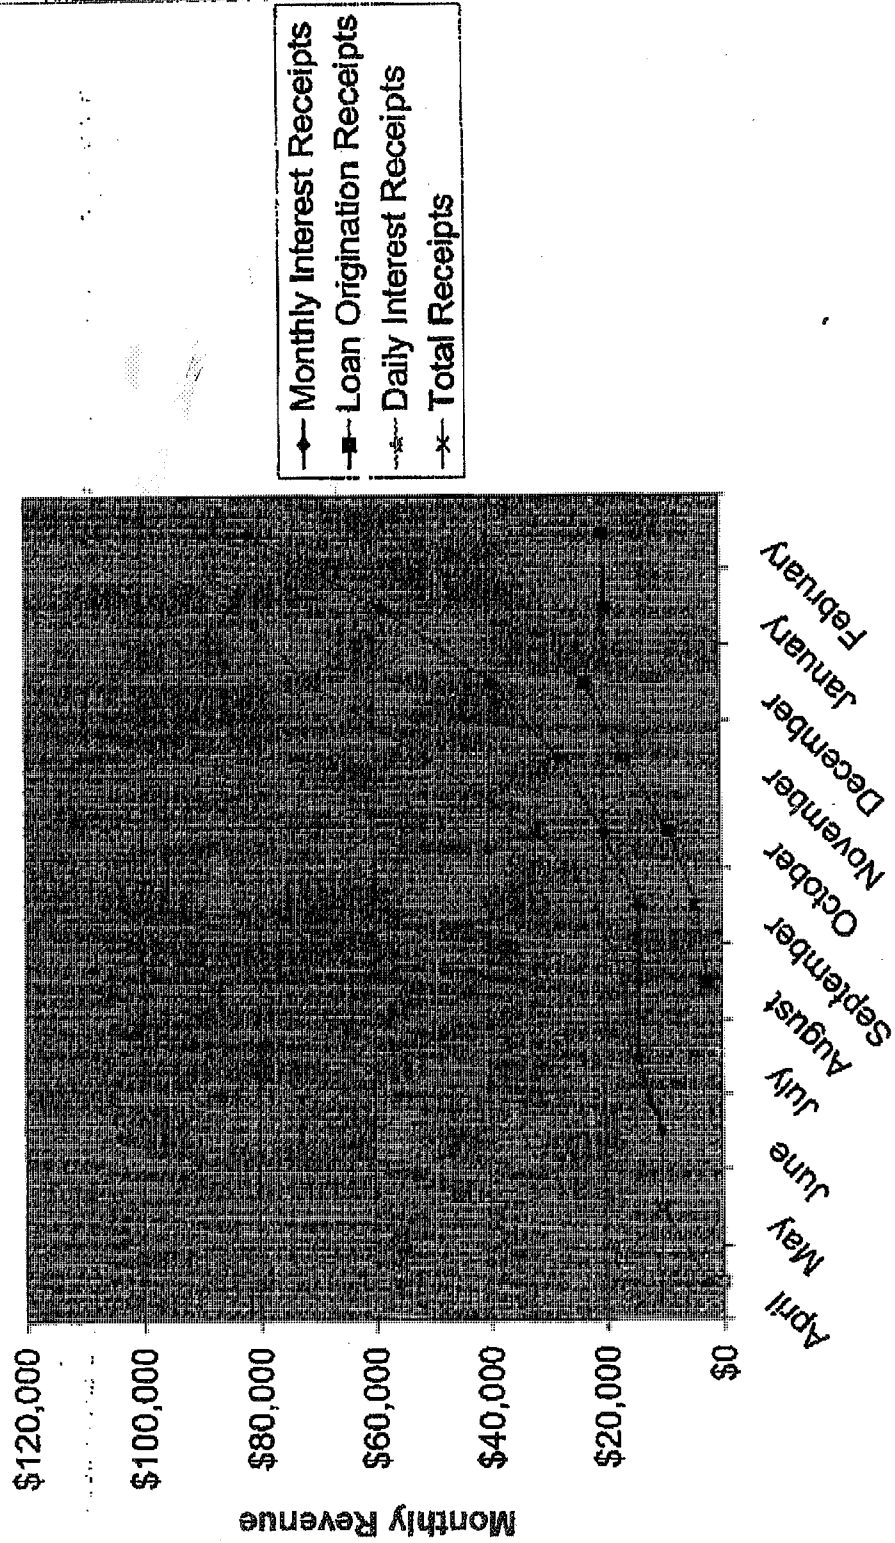 $120,000
$100,000
$80,000
$60,000
$40,000
$20,000
$0
Monthly Revenue
April
May
June
July
August
September
October
November
December
January
February
Monthly Interest Receipts
Loan Origination Receipts
Daily Interest Receipts
Total Receipts